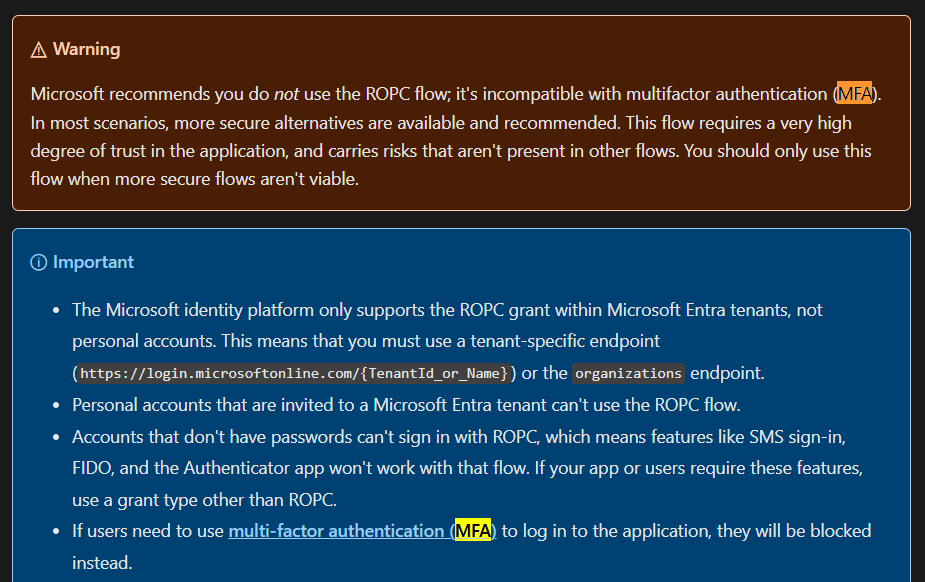 ⚠ Warning
Microsoft recommends you do not use the ROPC flow; it's incompatible with multifactor authentication (MFA).
In most scenarios, more secure alternatives are available and recommended. This flow requires a very high
degree of trust in the application, and carries risks that aren't present in other flows. You should only use this
flow when more secure flows aren't viable.
ⓘ Important
• The Microsoft identity platform only supports the ROPC grant within Microsoft Entra tenants, not
personal accounts. This means that you must use a tenant-specific endpoint
(https://login.microsoftonline.com/{TenantId_or_Name}) or the organizations endpoint.
• Personal accounts that are invited to a Microsoft Entra tenant can't use the ROPC flow.
• Accounts that don't have passwords can't sign in with ROPC, which means features like SMS sign-in,
FIDO, and the Authenticator app won't work with that flow. If your app or users require these features,
use a grant type other than ROPC.
• If users need to use multi-factor authentication (MFA) to log in to the application, they will be blocked
instead.